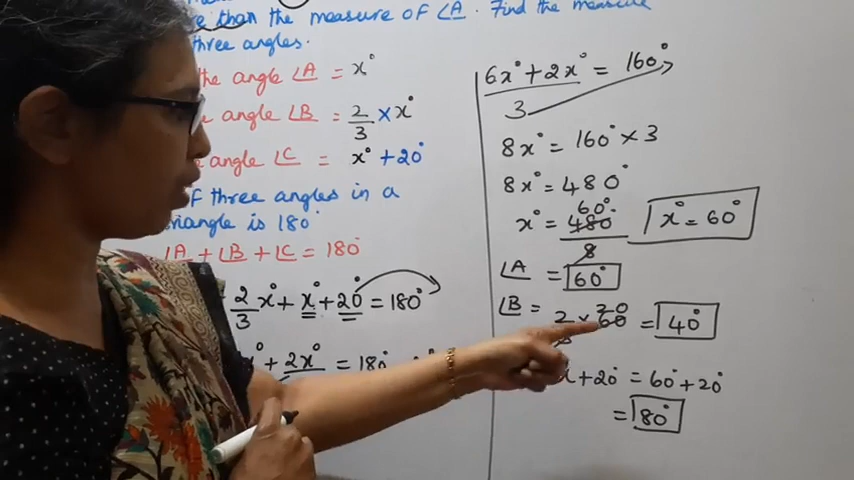 than the measure of ∠A. Find the measure
three angles.
the angle ∠A = x°
angle ∠B = 2/3 × x°
angle ∠C = x° + 20°
of three angles in a
triangle is 180°
∠A + ∠B + ∠C = 180°
2/3 x° + x° + 20° = 180°
+ 2x° = 180°
6x° + 2x° / 3 = 160°
8x° = 160° × 3
8x° = 480°
x° = 480° / 8 60° x° = 60°
∠A = 60°
∠B = 2 × 60 20 = 40°
x + 20° = 60° + 20°
= 80°